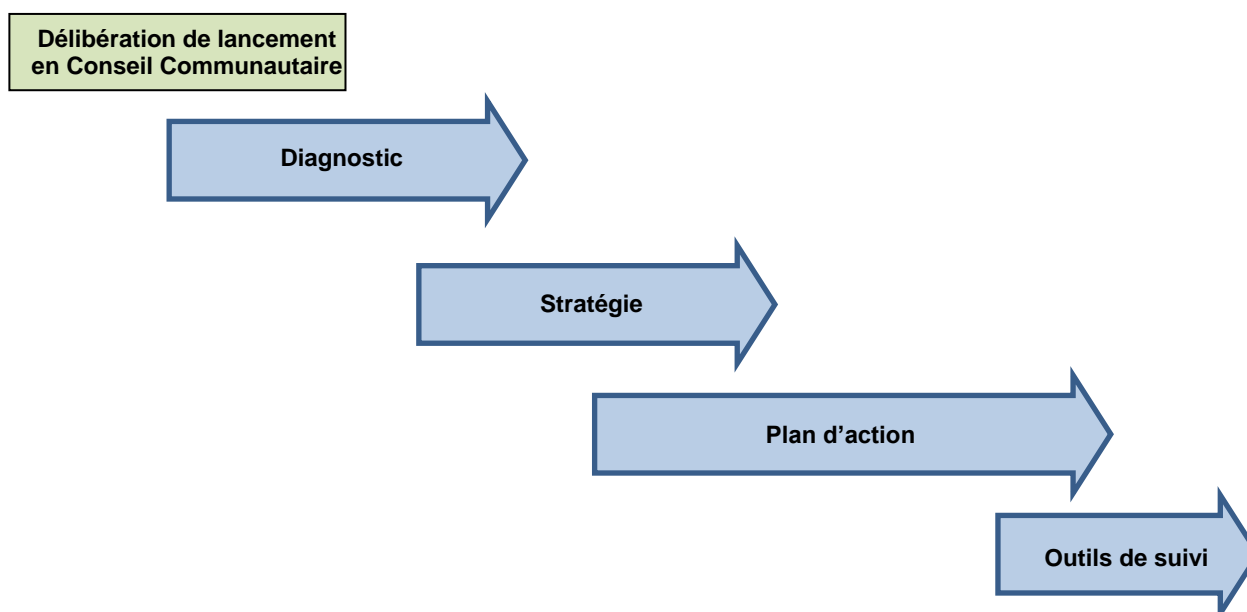 Délibération de lancement
en Conseil Communautaire
Diagnostic
Stratégie
Plan d’action
Outils de suivi